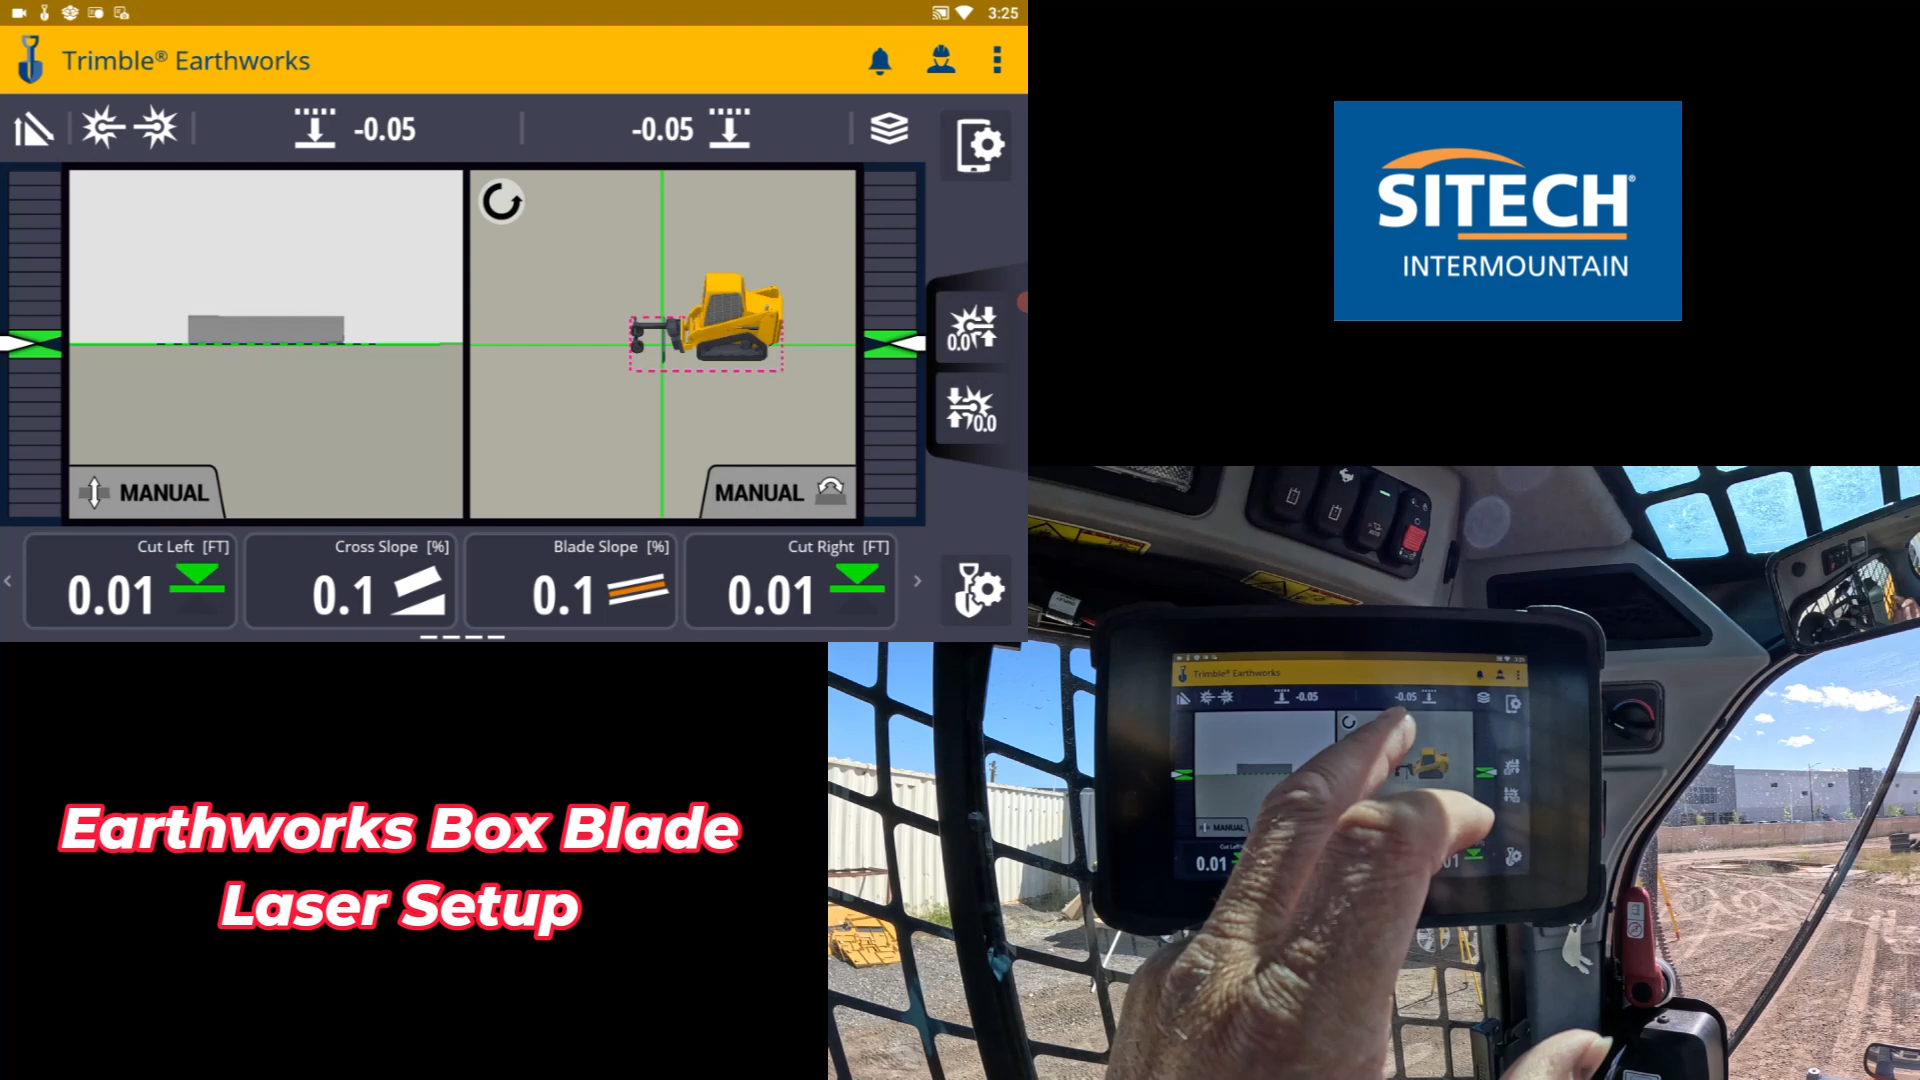 3:25
Trimble® Earthworks
-0.05
-0.05
0.0
0.0
MANUAL
MANUAL
Cut Left [FT]
0.01
Cross Slope [%]
0.1
Blade Slope [%]
0.1
Cut Right [FT]
0.01
SITECH®
INTERMOUNTAIN
Earthworks Box Blade
Laser Setup
Trimble® Earthworks
-0.05
-0.05
MANUAL
0.01
01